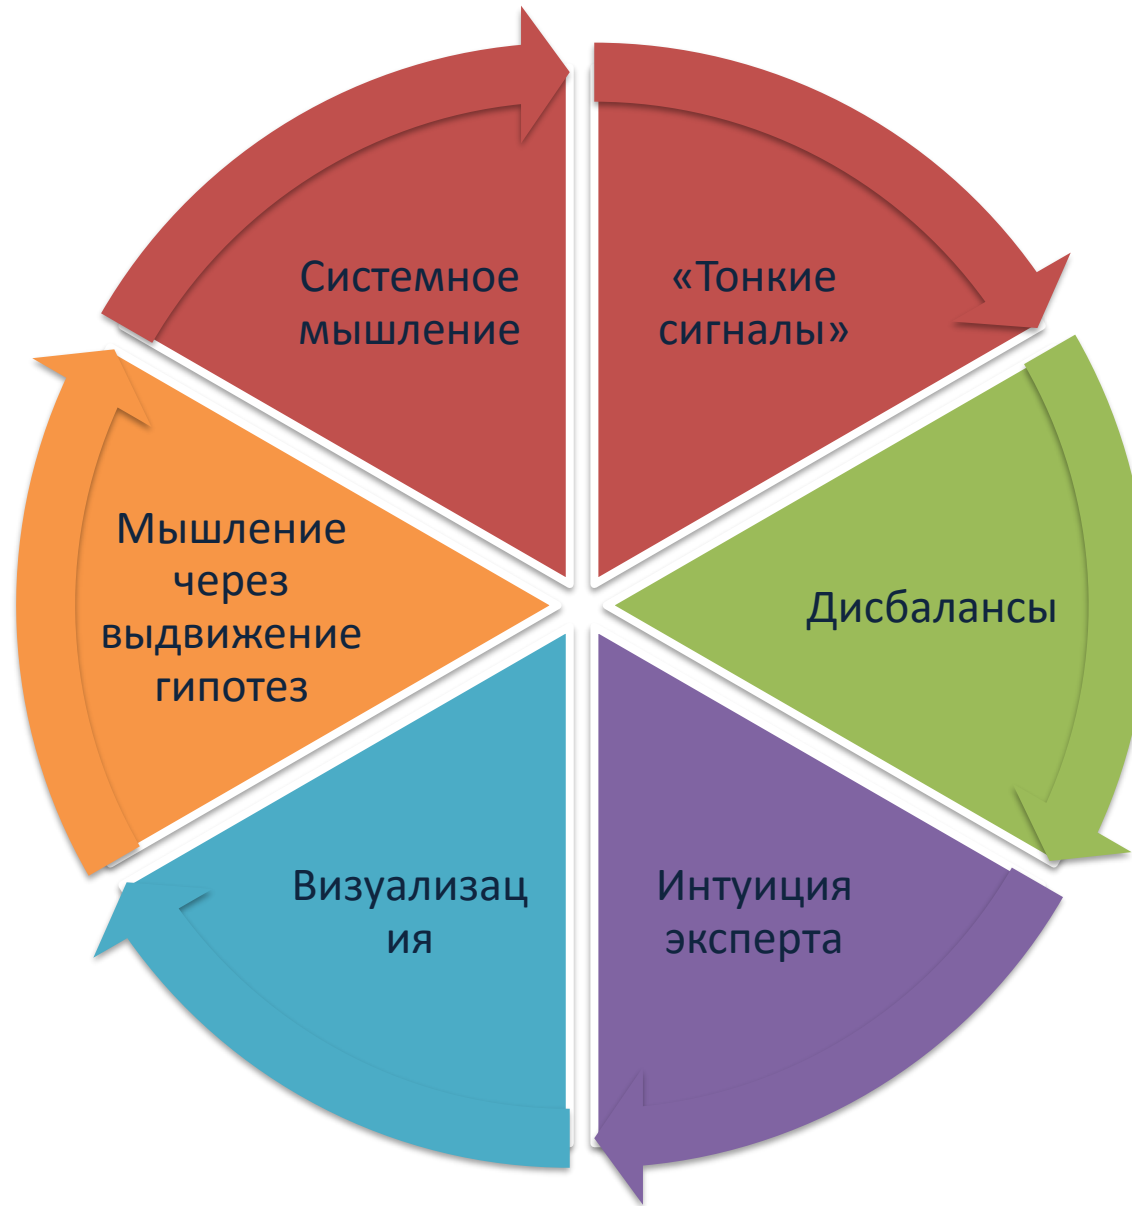 Системное
мышление
«Тонкие
сигналы»
Дисбалансы
Интуиция
эксперта
Визуализац
ия
Мышление
через
выдвижение
гипотез